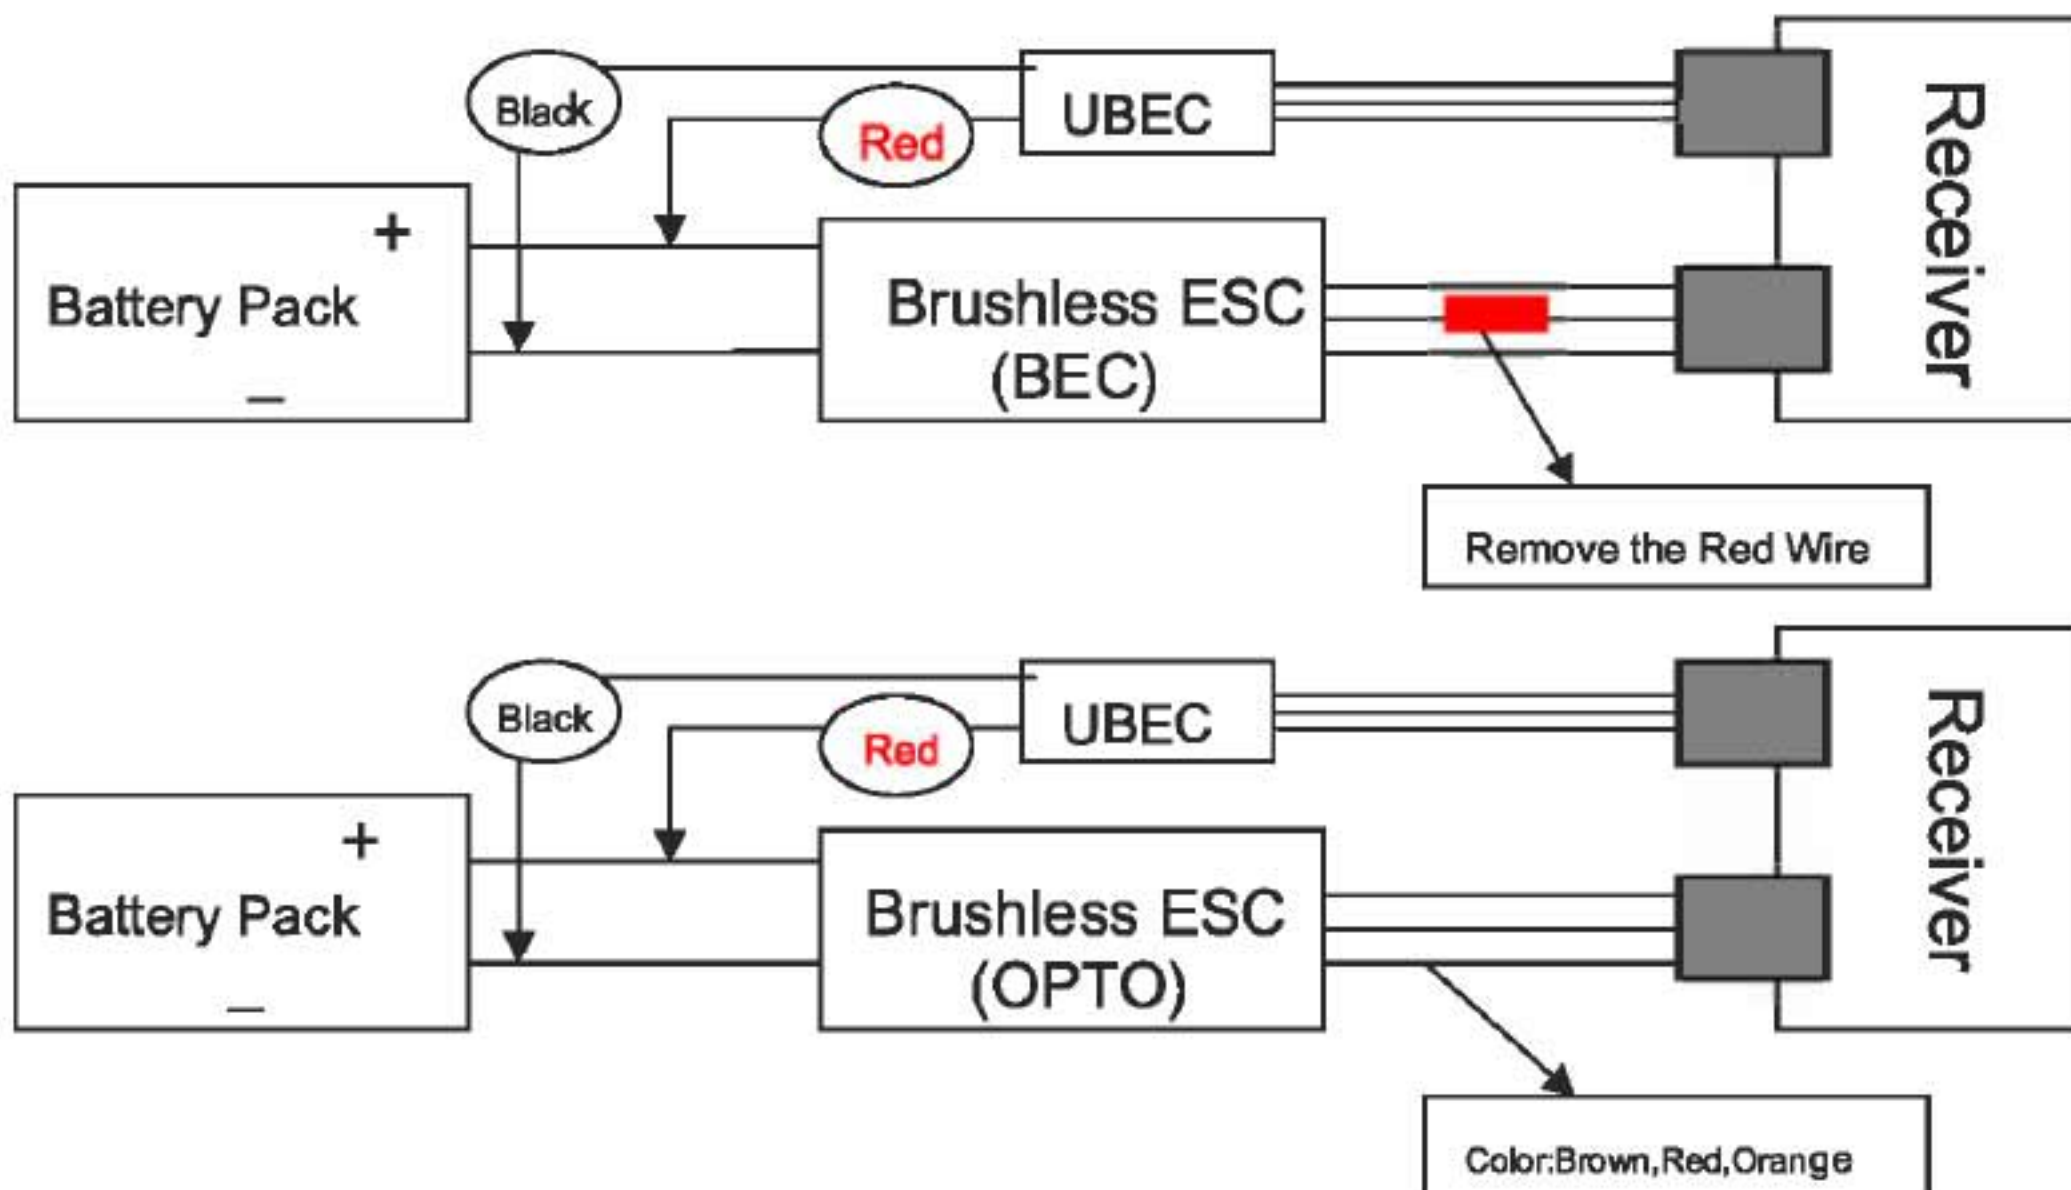 Black
Red
UBEC
Receiver
+
Battery Pack
_
Brushless ESC
(BEC)
Remove the Red Wire
Black
Red
UBEC
Receiver
+
Battery Pack
_
Brushless ESC
(OPTO)
Color:Brown,Red,Orange